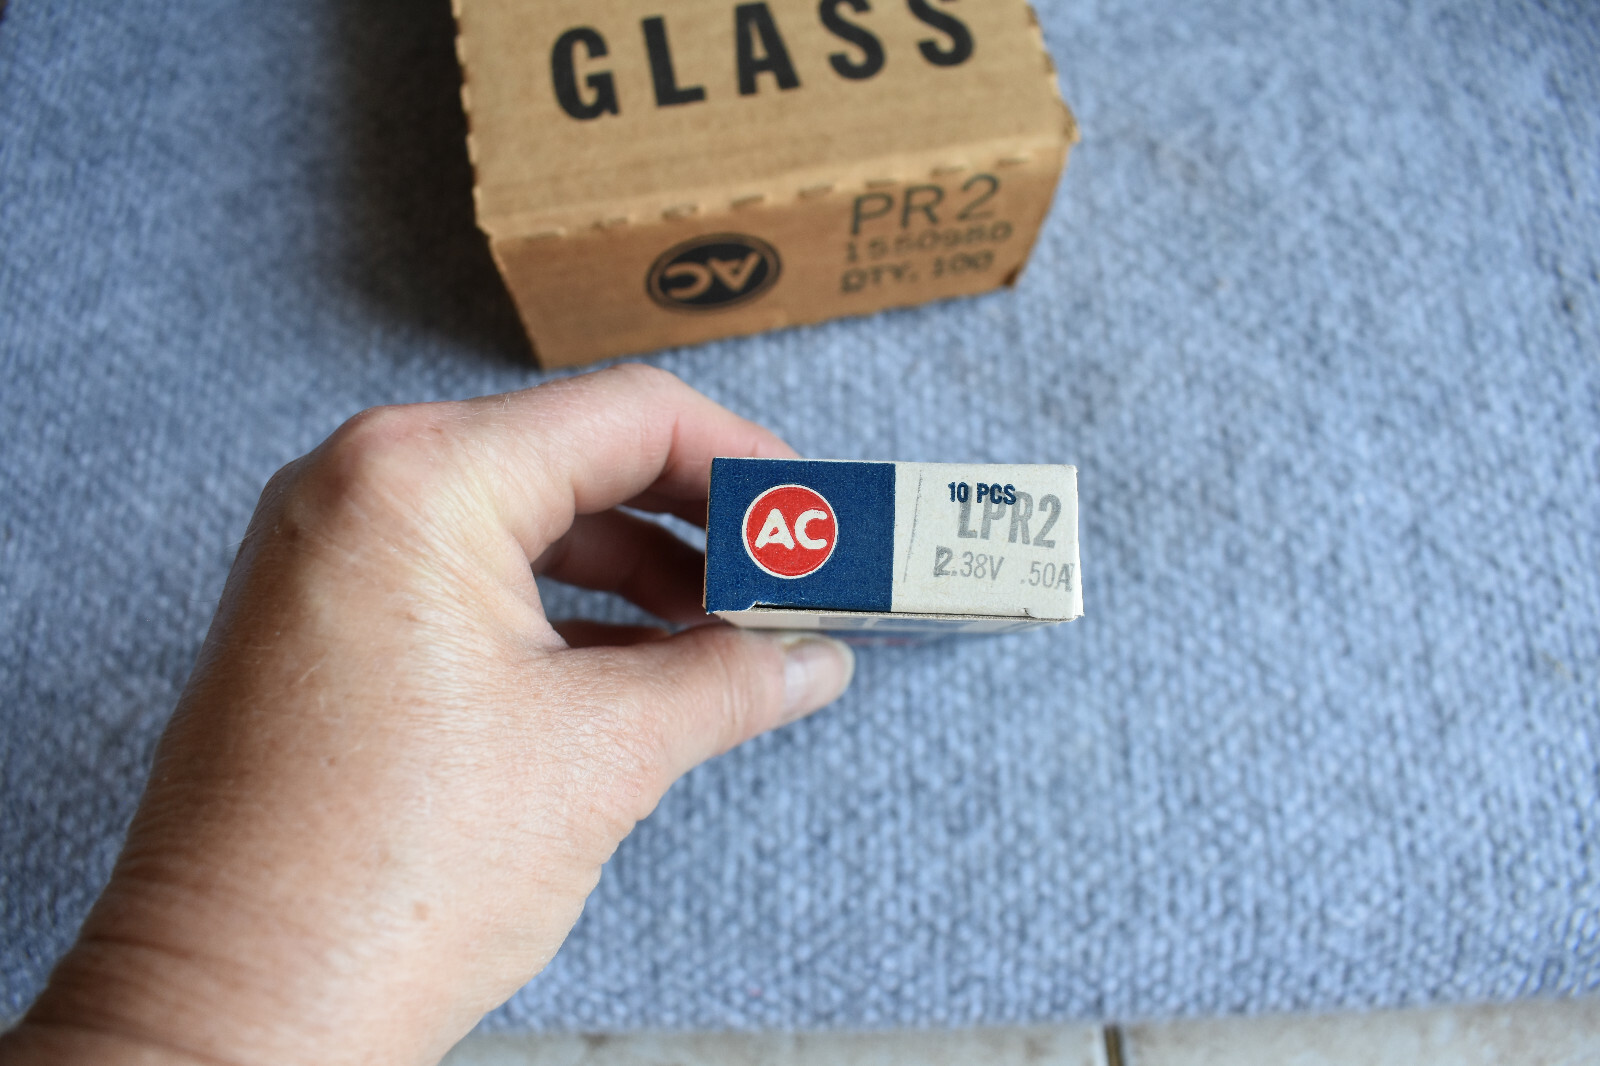 GLASS
PR2
1550980
QTY. 100
AC
AC
10 PCS
LPR2
2.38V .50A